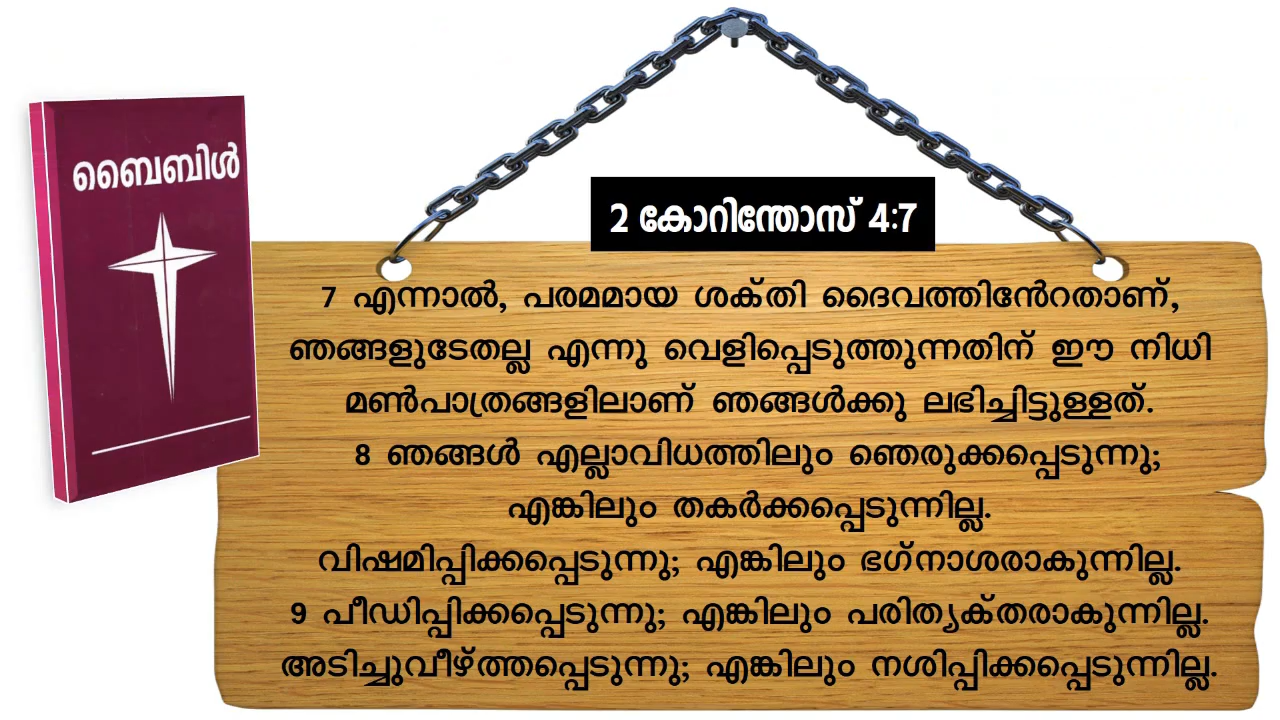 ബൈബിൾ
2 കോറിന്തോസ് 4:7
7 എന്നാൽ, പരമമായ ശക്തി ദൈവത്തിൻേറതാണ്,
ഞങ്ങളുടേതല്ല എന്നു വെളിപ്പെടുത്തുന്നതിന് ഈ നിധി
മൺപാത്രങ്ങളിലാണ് ഞങ്ങൾക്കു ലഭിച്ചിട്ടുള്ളത്.
8 ഞങ്ങൾ എല്ലാവിധത്തിലും ഞെരുക്കപ്പെടുന്നു;
എങ്കിലും തകർക്കപ്പെടുന്നില്ല.
വിഷമിപ്പിക്കപ്പെടുന്നു; എങ്കിലും ഭഗ്നാശരാകുന്നില്ല.
9 പീഡിപ്പിക്കപ്പെടുന്നു; എങ്കിലും പരിത്യക്തരാകുന്നില്ല.
അടിച്ചുവീഴ്ത്തപ്പെടുന്നു; എങ്കിലും നശിപ്പിക്കപ്പെടുന്നില്ല.